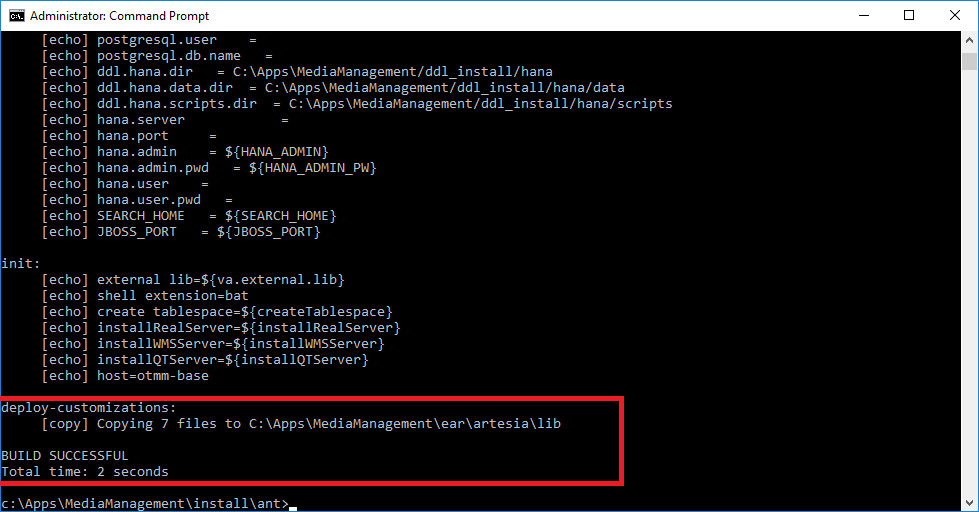 Administrator: Command Prompt
[echo] postgresql.user    =
[echo] postgresql.db.name   =
[echo] ddl.hana.dir   = C:\Apps\MediaManagement/ddl_install/hana
[echo] ddl.hana.data.dir  = C:\Apps\MediaManagement/ddl_install/hana/data
[echo] ddl.hana.scripts.dir  = C:\Apps\MediaManagement/ddl_install/hana/scripts
[echo] hana.server            =
[echo] hana.port     =
[echo] hana.admin    = ${HANA_ADMIN}
[echo] hana.admin.pwd   = ${HANA_ADMIN_PW}
[echo] hana.user    =
[echo] hana.user.pwd   =
[echo] SEARCH_HOME   = ${SEARCH_HOME}
[echo] JBOSS_PORT   = ${JBOSS_PORT}
init:
[echo] external lib=${va.external.lib}
[echo] shell extension=bat
[echo] create tablespace=${createTablespace}
[echo] installRealServer=${installRealServer}
[echo] installWMSServer=${installWMSServer}
[echo] installQTServer=${installQTServer}
[echo] host=otmm-base
deploy-customizations:
[copy] Copying 7 files to C:\Apps\MediaManagement\ear\artesia\lib
BUILD SUCCESSFUL
Total time: 2 seconds
c:\Apps\MediaManagement\install\ant>